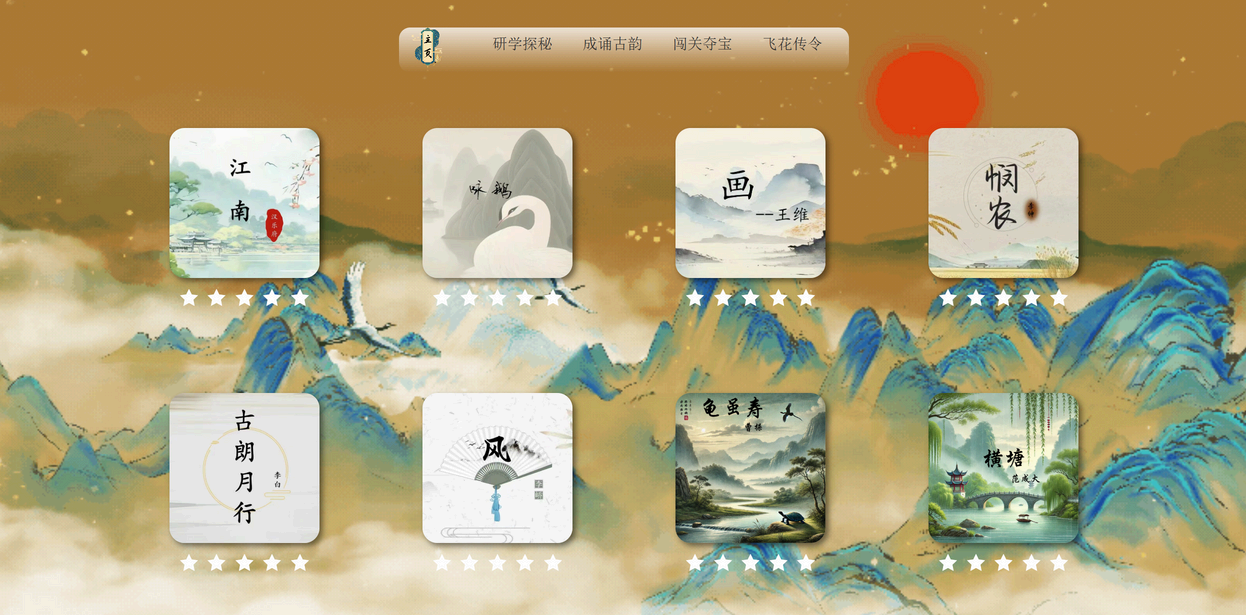 主页
研学探秘
成诵古韵
闯关夺宝
飞花传令
江南
汉乐府
咏鹅
画
--王维
悯农
古朗月行
李白
风
龟虽寿
曹操
横塘
范成大